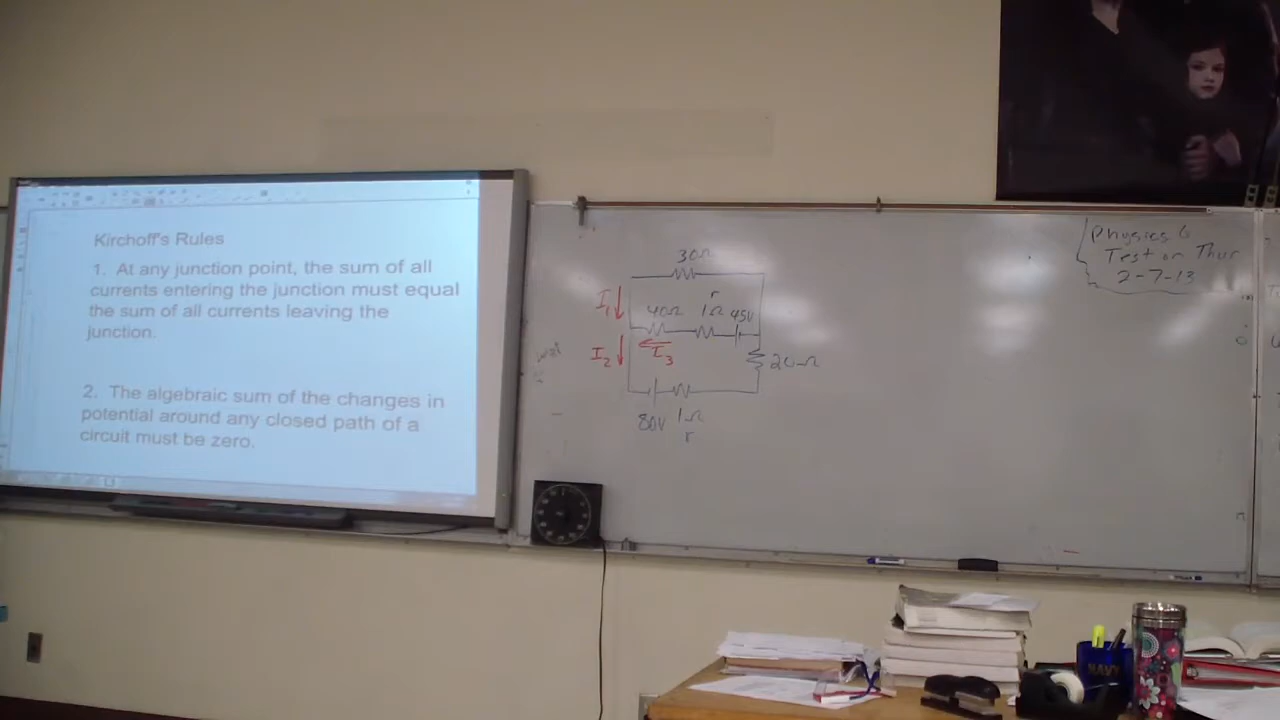 Kirchoff's Rules
1. At any junction point, the sum of all
currents entering the junction must equal
the sum of all currents leaving the
junction.
2. The algebraic sum of the changes in
potential around any closed path of a
circuit must be zero.
30Ω
I₁
40Ω
r
1Ω
45V
I₂
I₃
20Ω
80V
1Ω
r
Physics 6
Test on Thur
2-7-13
NAVY